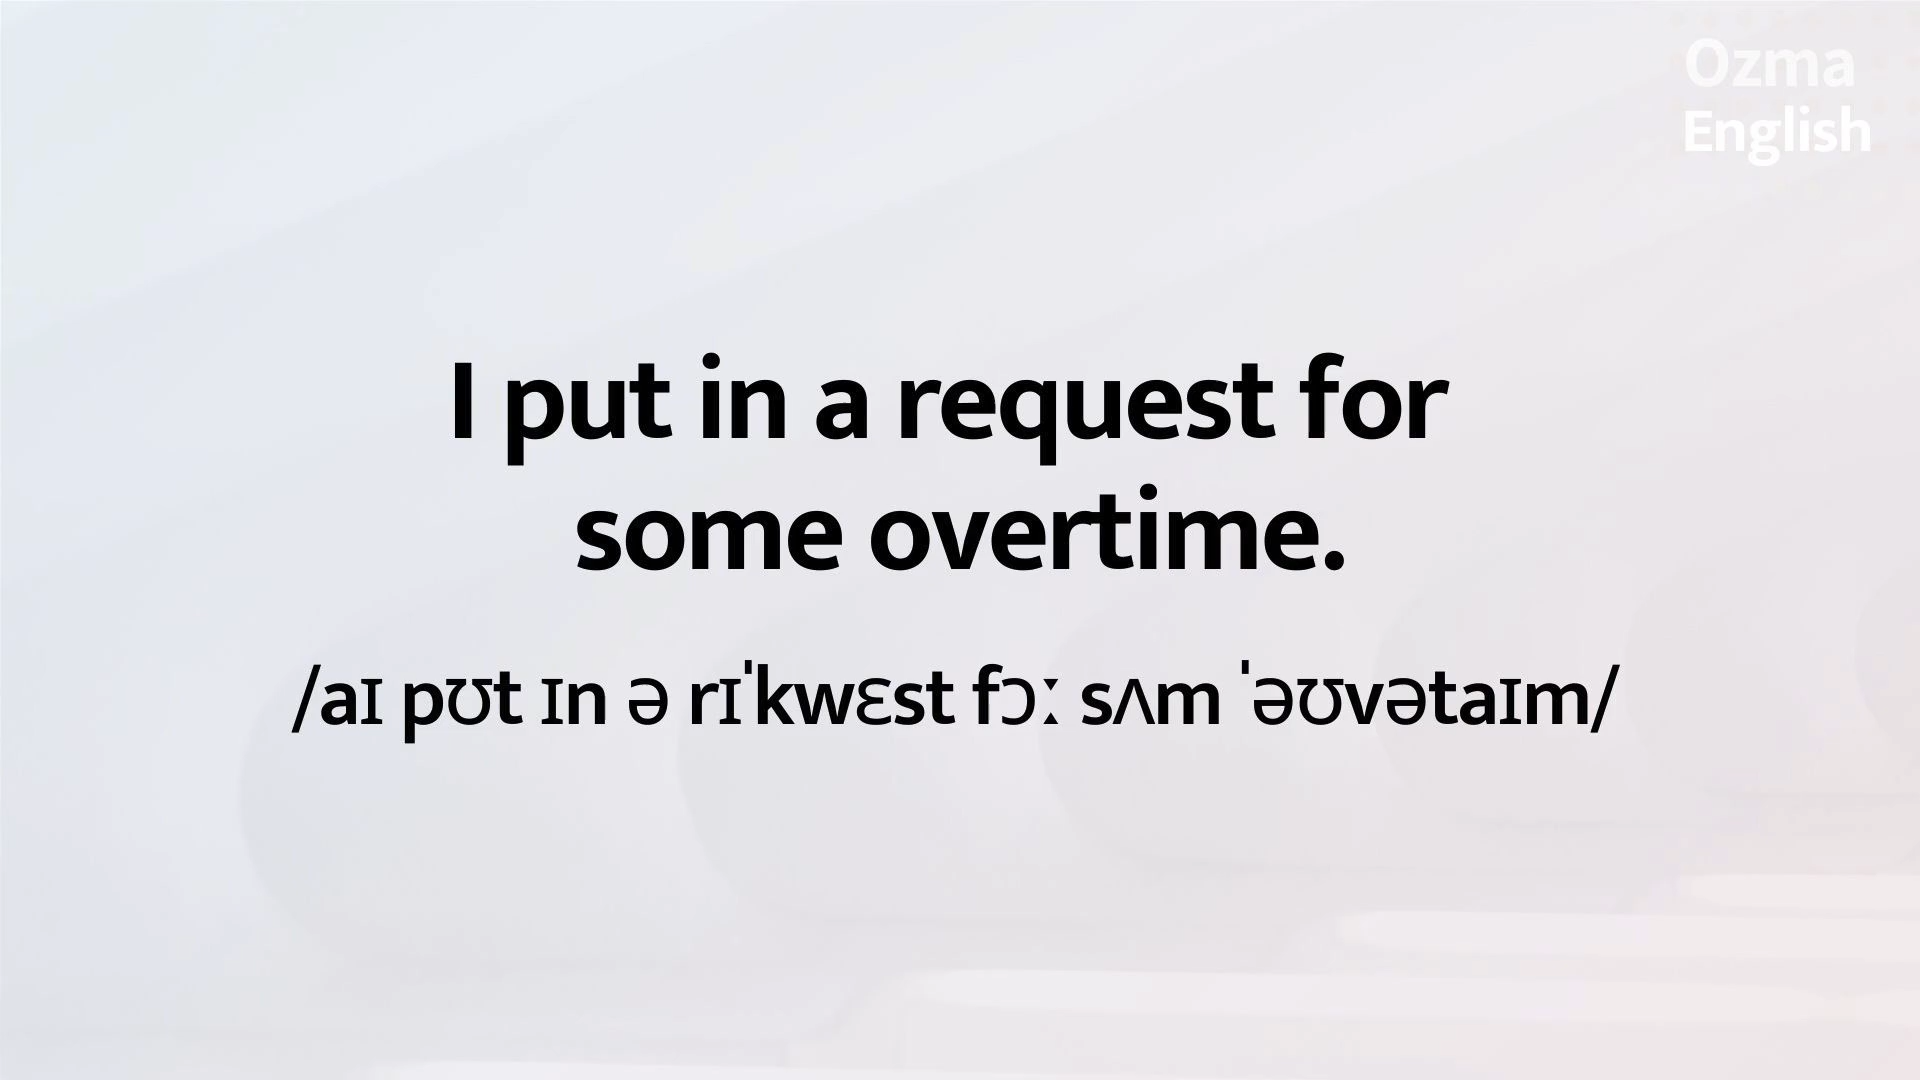 Ozma
English
I put in a request for
some overtime.
/aɪ pʊt ɪn ə rɪˈkwɛst fɔː sʌm ˈəʊvətaɪm/